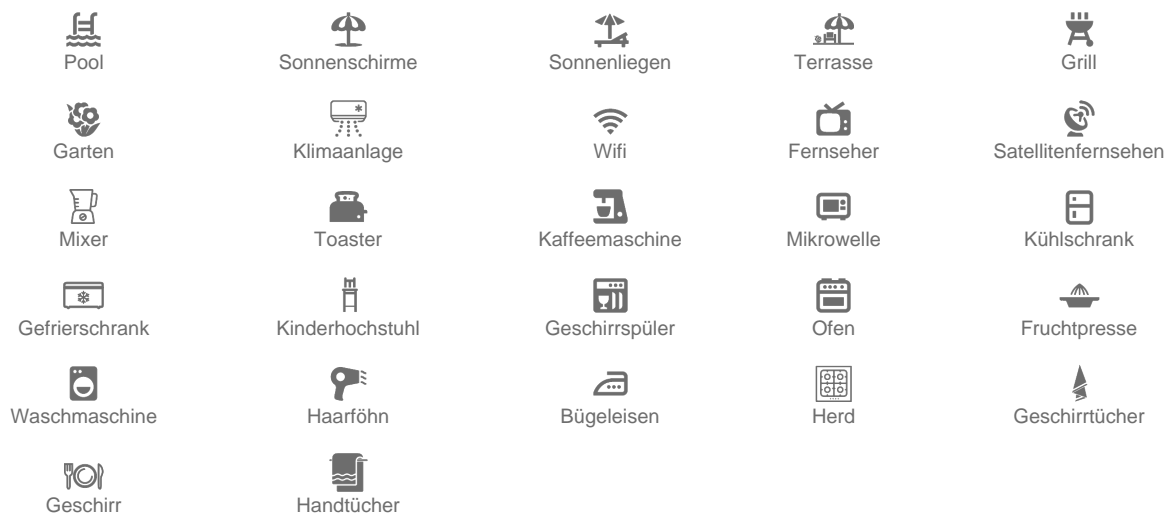 Pool Sonnenschirme Sonnenliegen Terrasse Grill
Garten Klimaanlage Wifi Fernseher Satellitenfernsehen
Mixer Toaster Kaffeemaschine Mikrowelle Kühlschrank
Gefrierschrank Kinderhochstuhl Geschirrspüler Ofen Fruchtpresse
Waschmaschine Haarföhn Bügeleisen Herd Geschirrtücher
Geschirr Handtücher